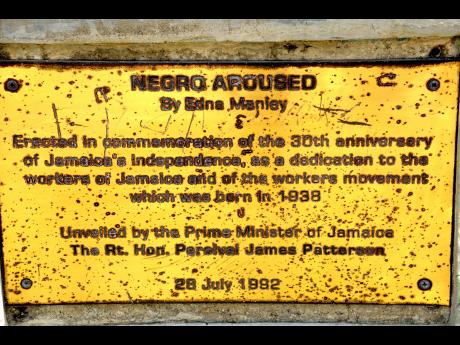 NEGRO AROUSED
By Edna Manley
Erected in commemoration of the 30th anniversary
of Jamaica's Independence, as a dedication to the
workers of Jamaica and of the workers movement
which was born in 1938
Unveiled by the Prime Minister of Jamaica
The Rt. Hon. Percival James Patterson
28 July 1992